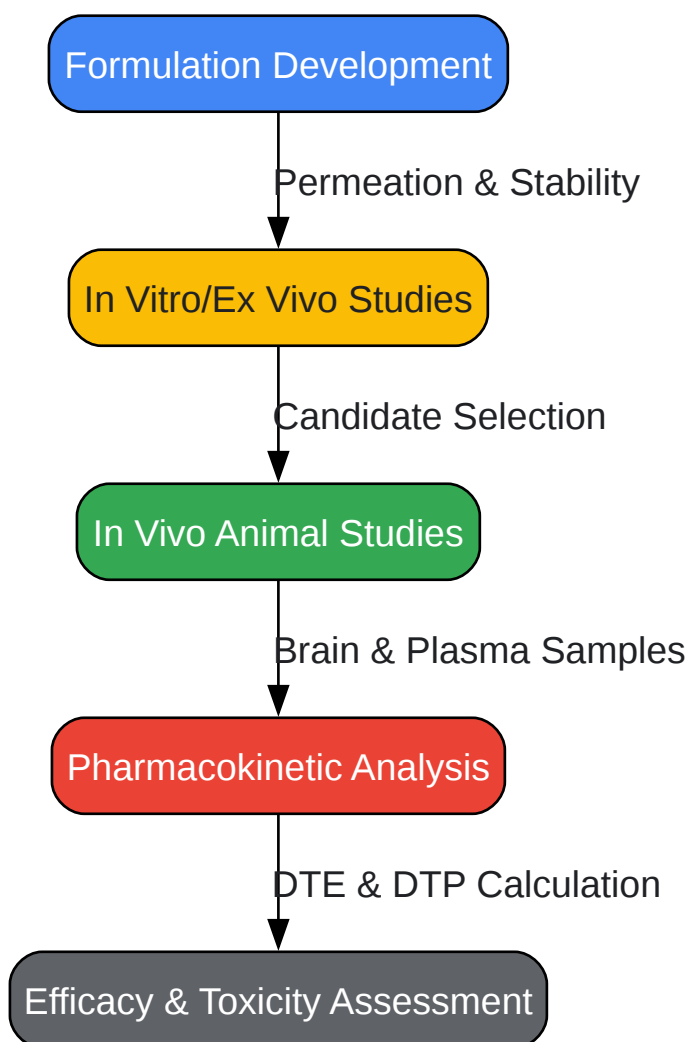 Formulation Development
Permeation & Stability
In Vitro/Ex Vivo Studies
Candidate Selection
In Vivo Animal Studies
Brain & Plasma Samples
Pharmacokinetic Analysis
DTE & DTP Calculation
Efficacy & Toxicity Assessment